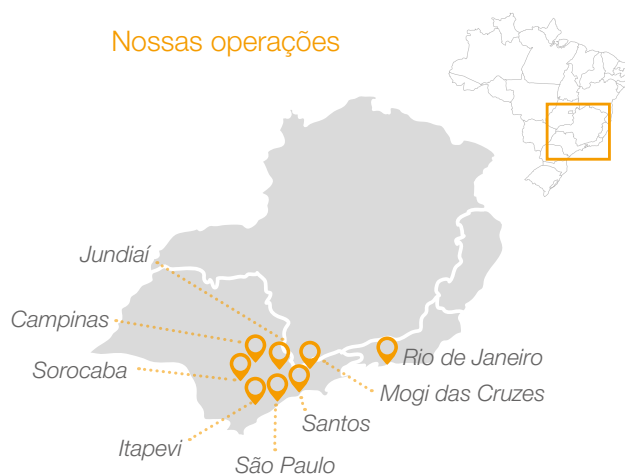 Nossas operações
Jundiaí
Campinas
Sorocaba
Itapevi
São Paulo
Santos
Mogi das Cruzes
Rio de Janeiro